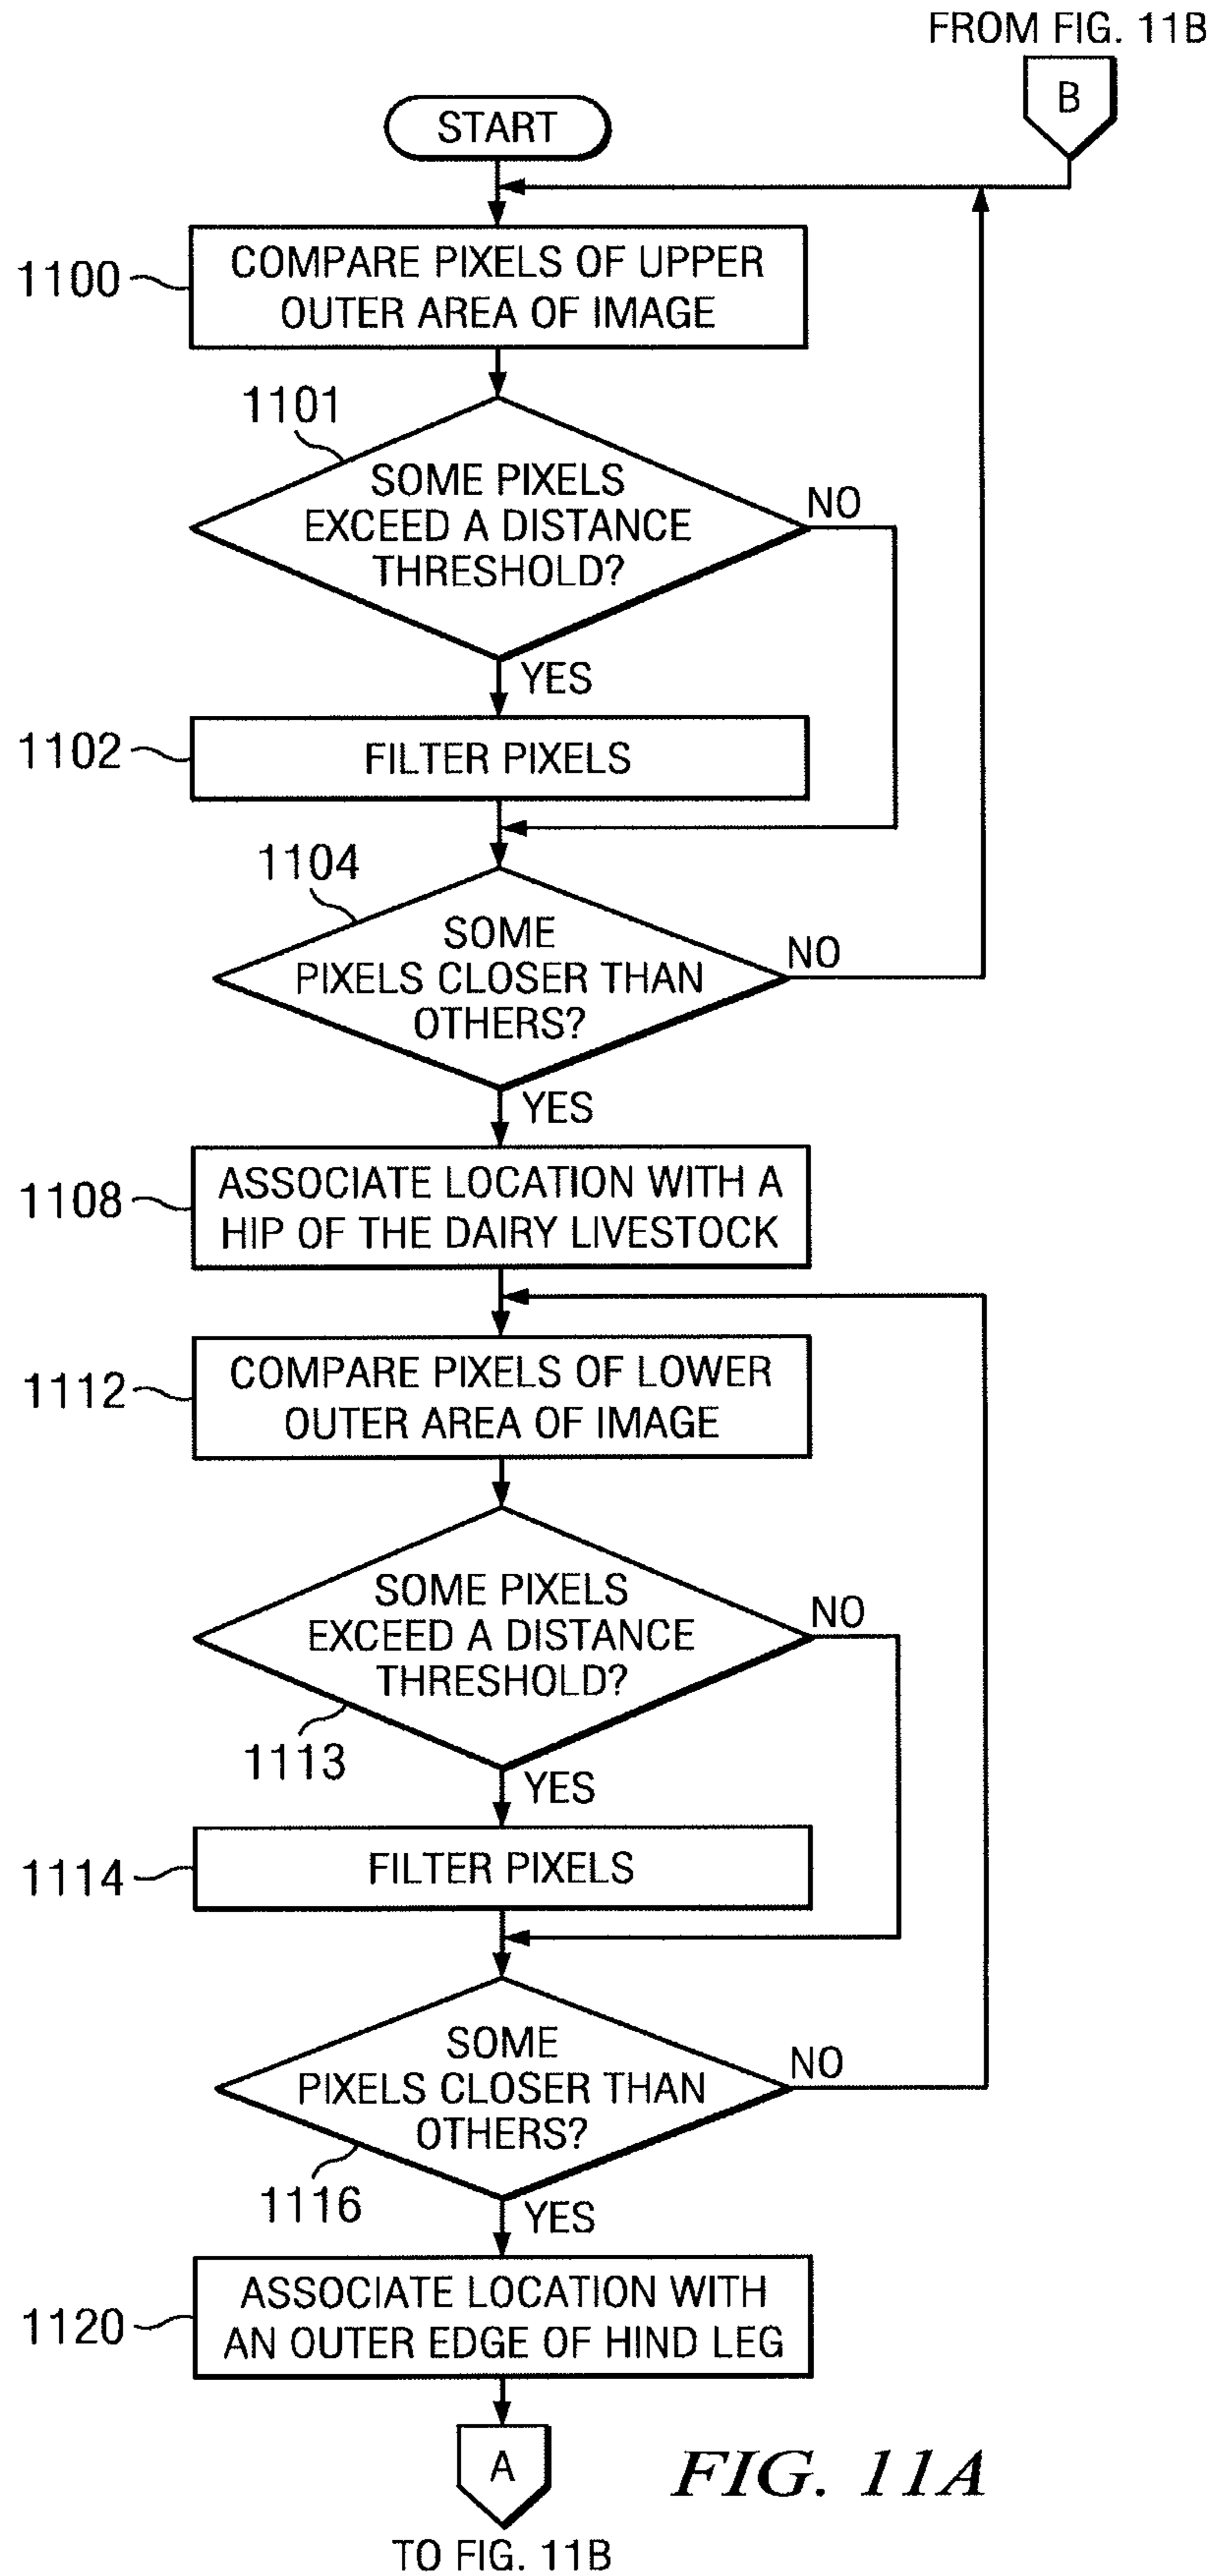 FROM FIG. 11B
B
START
1100
COMPARE PIXELS OF UPPER
OUTER AREA OF IMAGE
1101
SOME PIXELS
EXCEED A DISTANCE
THRESHOLD?
NO
YES
1102
FILTER PIXELS
1104
SOME
PIXELS CLOSER THAN
OTHERS?
NO
YES
1108
ASSOCIATE LOCATION WITH A
HIP OF THE DAIRY LIVESTOCK
1112
COMPARE PIXELS OF LOWER
OUTER AREA OF IMAGE
SOME PIXELS
EXCEED A DISTANCE
THRESHOLD?
NO
1113
YES
1114
FILTER PIXELS
SOME
PIXELS CLOSER THAN
OTHERS?
NO
1116
YES
1120
ASSOCIATE LOCATION WITH
AN OUTER EDGE OF HIND LEG
A
FIG. 11A
TO FIG. 11B